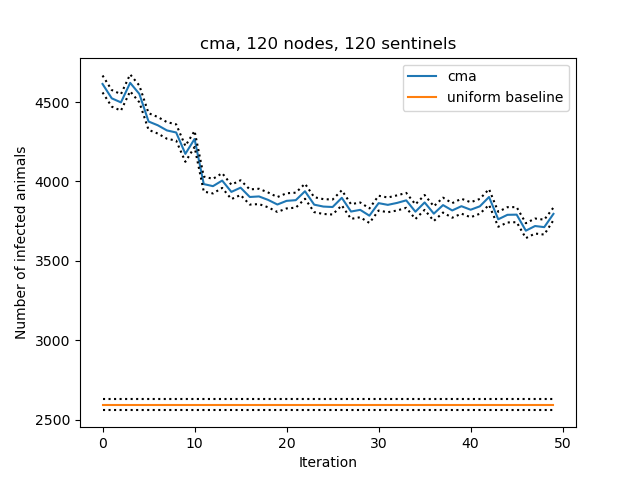 cma, 120 nodes, 120 sentinels
cma
uniform baseline
Number of infected animals
4500
4000
3500
3000
2500
0 10 20 30 40 50
Iteration